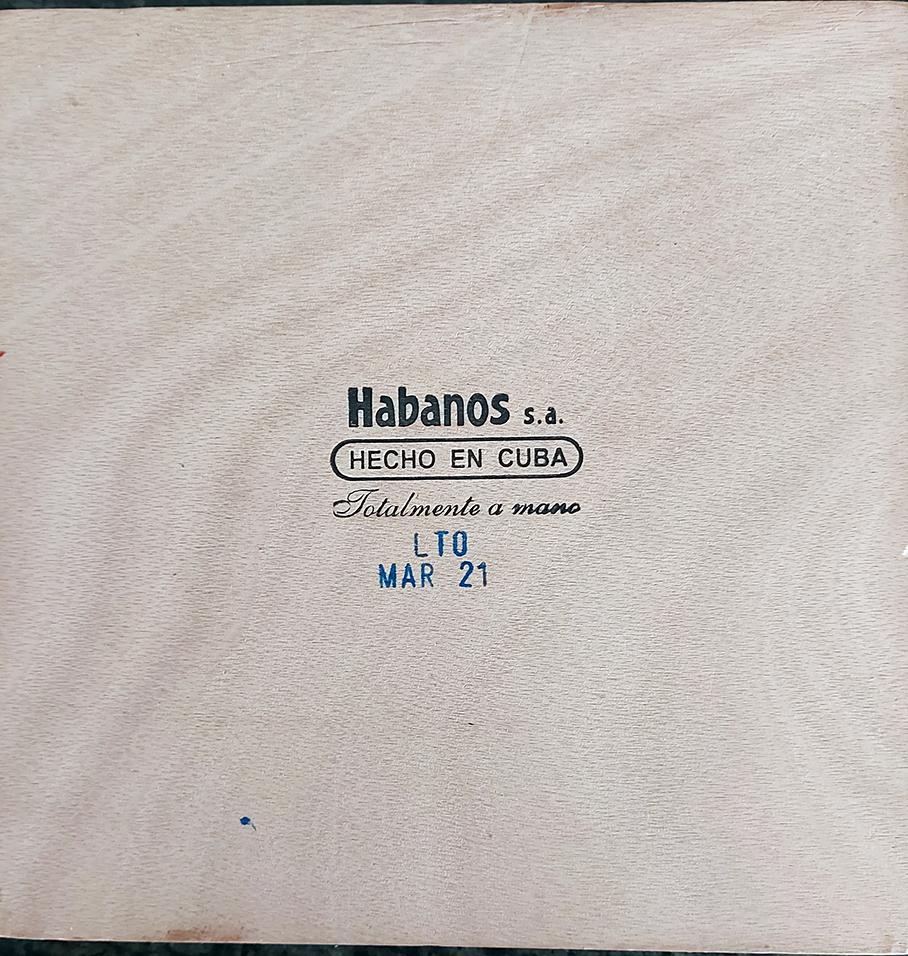 Habanos s.a.
HECHO EN CUBA
Totalmente a mano
LTO
MAR 21